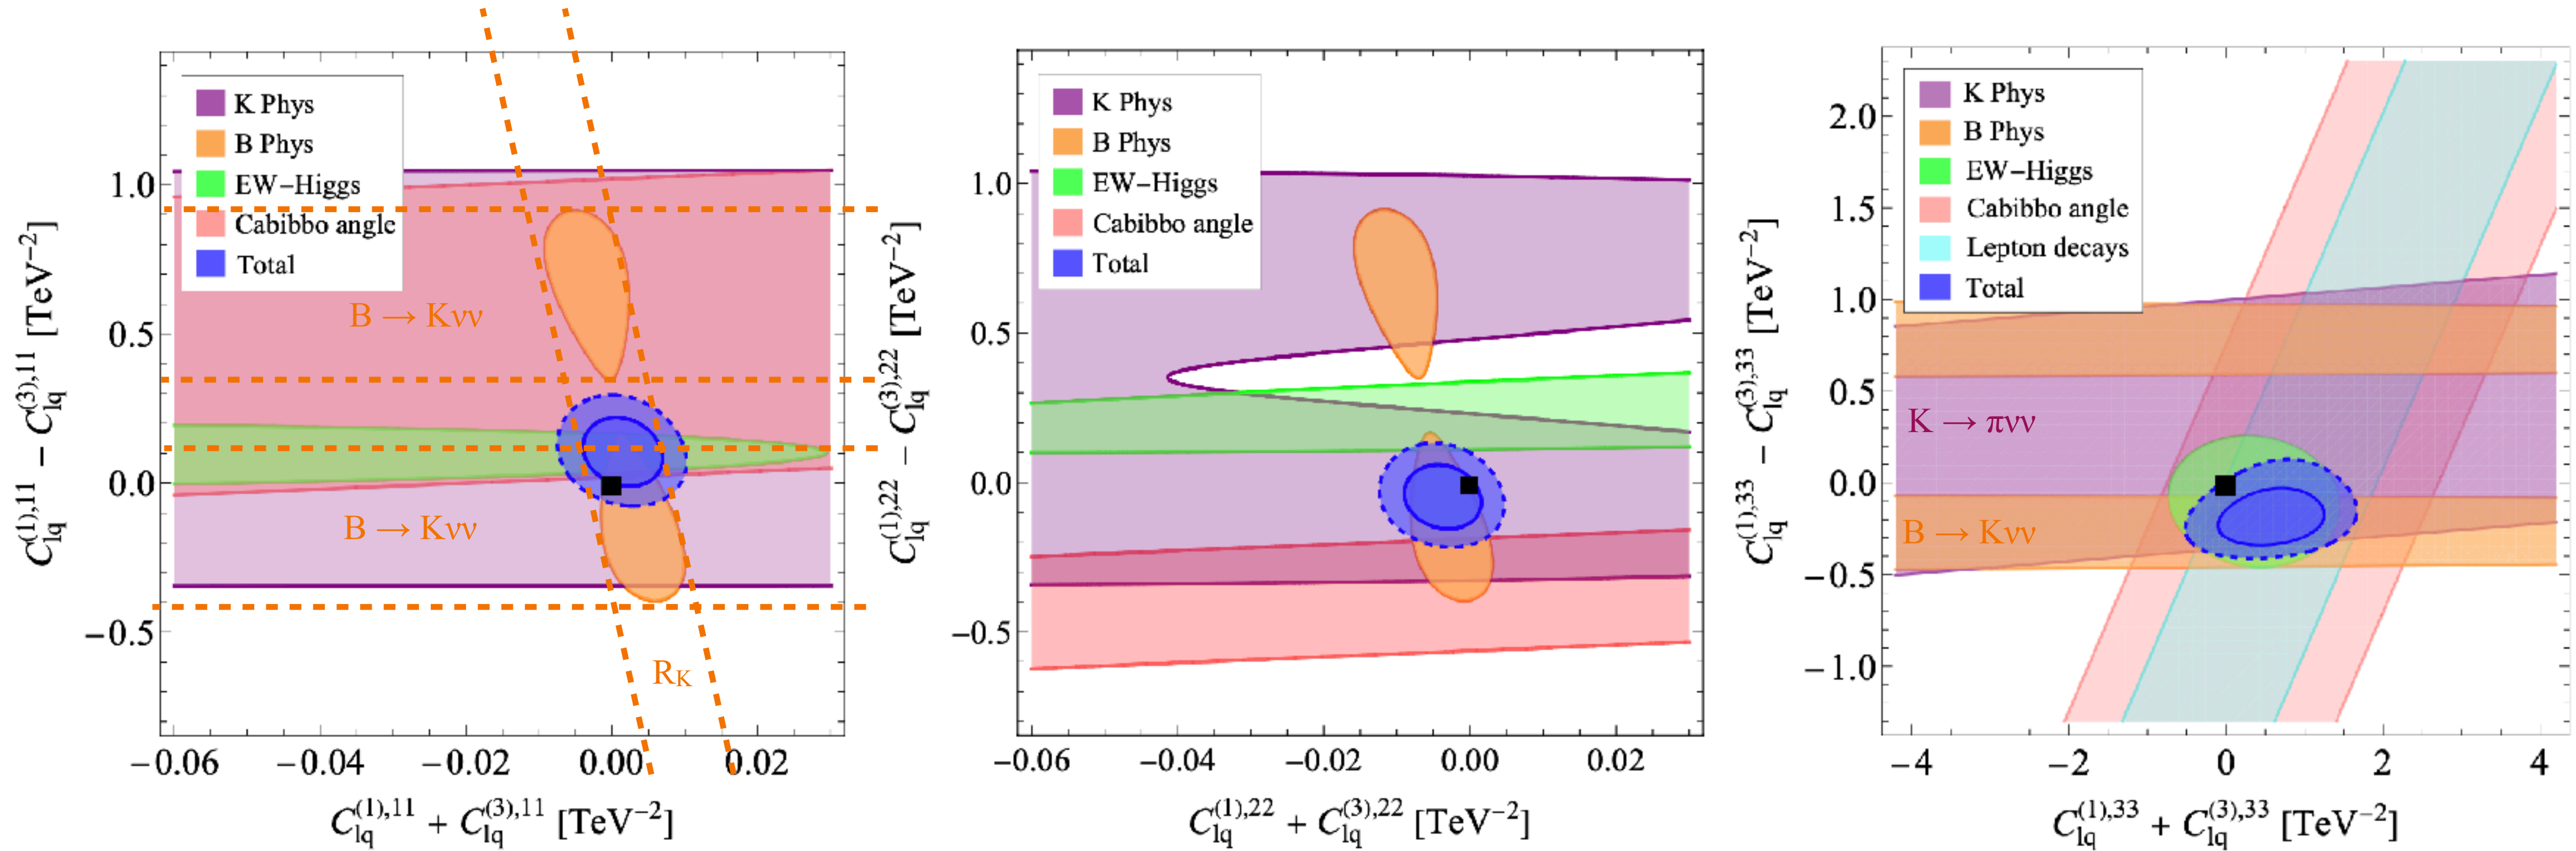 K Phys
B Phys
EW−Higgs
Cabibbo angle
Total
B → Kνν
B → Kνν
R_K
1.0
0.5
0.0
−0.5
−0.06
−0.04
−0.02
0.00
0.02
C_lq^(1),11 − C_lq^(3),11 [TeV^−2]
C_lq^(1),11 + C_lq^(3),11 [TeV^−2]
K Phys
B Phys
EW−Higgs
Cabibbo angle
Total
1.0
0.5
0.0
−0.5
−0.06
−0.04
−0.02
0.00
0.02
C_lq^(1),22 − C_lq^(3),22 [TeV^−2]
C_lq^(1),22 + C_lq^(3),22 [TeV^−2]
K Phys
B Phys
EW−Higgs
Cabibbo angle
Lepton decays
Total
K → πνν
B → Kνν
2.0
1.5
1.0
0.5
0.0
−0.5
−1.0
−4
−2
0
2
4
C_lq^(1),33 − C_lq^(3),33 [TeV^−2]
C_lq^(1),33 + C_lq^(3),33 [TeV^−2]